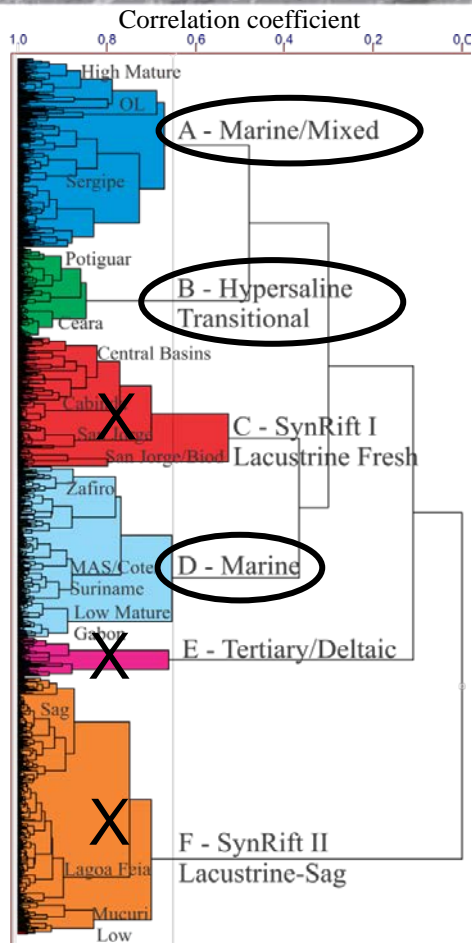 Correlation coefficient
1.0 0,6 0,4 0,2 0,0
High Mature
OL
A - Marine/Mixed
Sergipe
Potiguar
B - Hypersaline
Transitional
Ceara
Central Basins
X
C - SynRift I
Lacustrine Fresh
San Jorge/Biod
Zafiro
D - Marine
MAS/Cote
Suriname
Low Mature
Gabon
X
E - Tertiary/Deltaic
Sag
X
F - SynRift II
Lacustrine-Sag
Lagoa Feia
Mucuri
Low